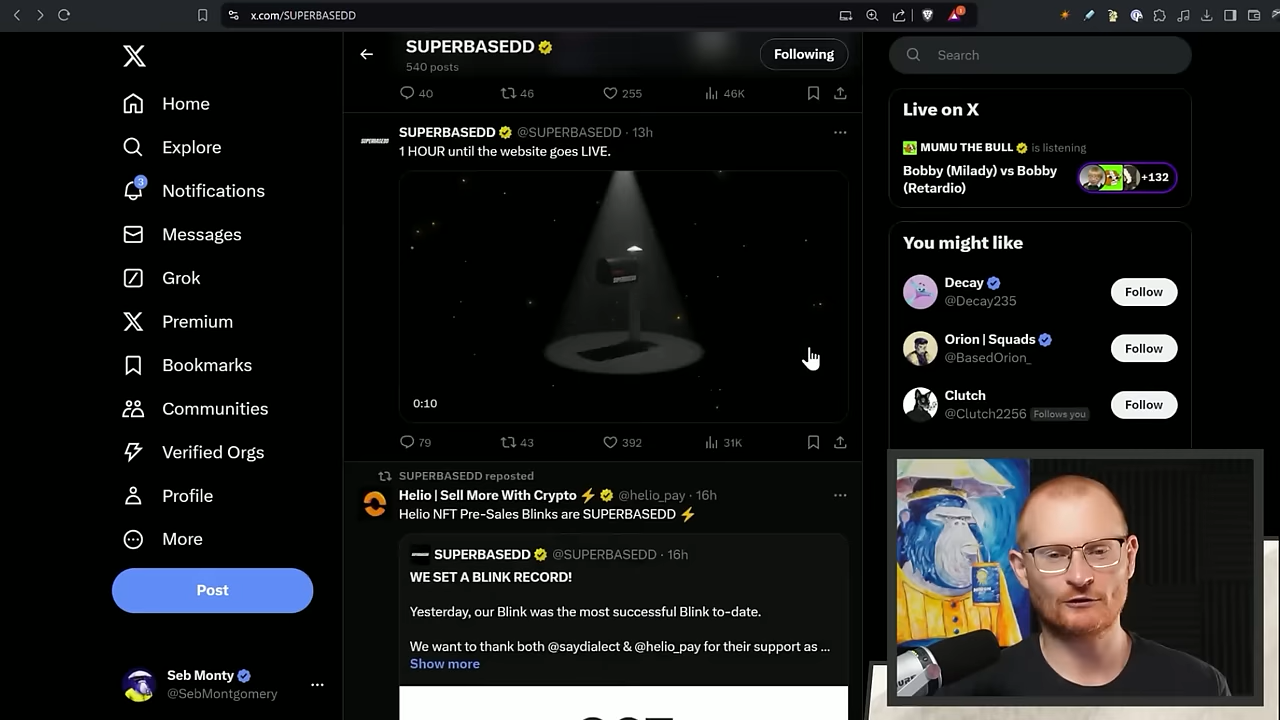 x.com/SUPERBASEDD
SUPERBASEDD
540 posts
Following
40 46 255 46K
SUPERBASEDD @SUPERBASEDD · 13h
1 HOUR until the website goes LIVE.
0:10
79 43 392 31K
SUPERBASEDD reposted
Helio | Sell More With Crypto ⚡ @helio_pay · 16h
Helio NFT Pre-Sales Blinks are SUPERBASEDD ⚡
SUPERBASEDD @SUPERBASEDD · 16h
WE SET A BLINK RECORD!
Yesterday, our Blink was the most successful Blink to-date.
We want to thank both @saydialect & @helio_pay for their support as ...
Show more
Home
Explore
3
Notifications
Messages
Grok
Premium
Bookmarks
Communities
Verified Orgs
Profile
More
Post
Seb Monty
@SebMontgomery
Search
Live on X
MUMU THE BULL is listening
Bobby (Milady) vs Bobby
(Retardio)
+132
You might like
Decay
@Decay235
Follow
Orion | Squads
@BasedOrion_
Follow
Clutch
@Clutch2256 Follows you
Follow